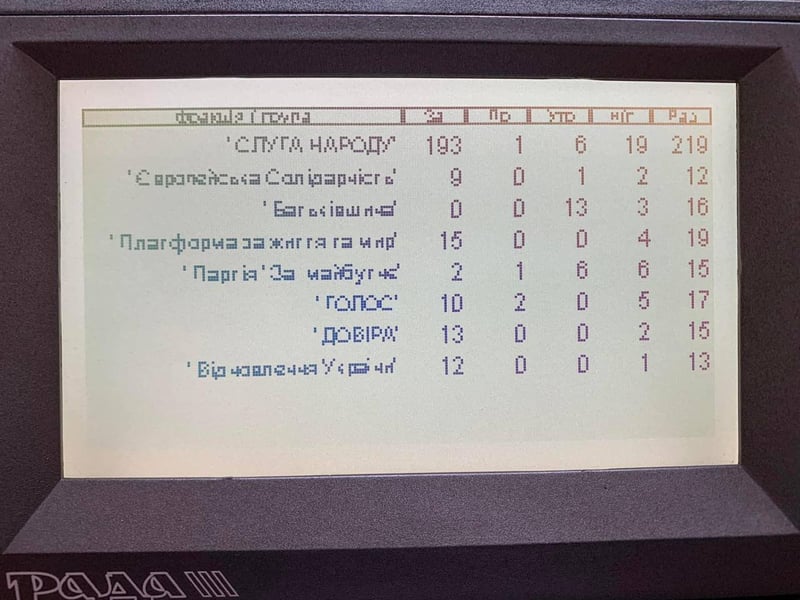 Фракція / група За Пр Утр н/г Раз
'СЛУГА НАРОДУ' 193 1 6 19 219
'Європейська Солідарність' 9 0 1 2 12
'Батьківщина' 0 0 13 3 16
'Платформа за життя та мир' 15 0 0 4 19
'Партія 'За майбутнє' 2 1 6 6 15
'ГОЛОС' 10 2 0 5 17
'ДОВІРА' 13 0 0 2 15
'Відновлення України' 12 0 0 1 13
РАДА III